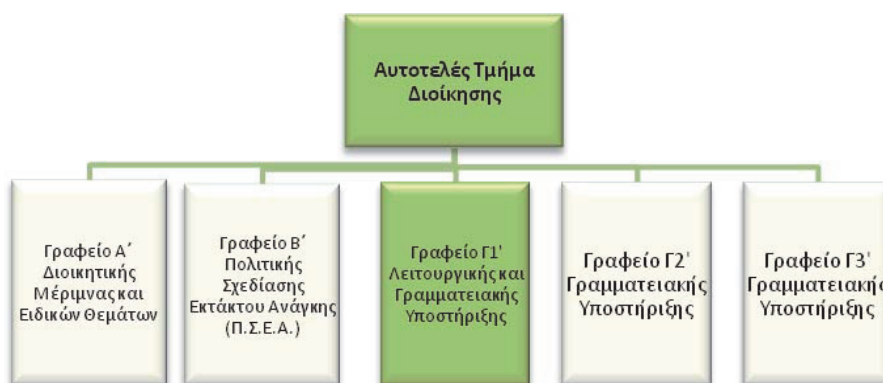 Αυτοτελές Τμήμα
Διοίκησης
Γραφείο Α΄
Διοικητικής
Μέριμνας και
Ειδικών Θεμάτων
Γραφείο Β΄
Πολιτικής
Σχεδίασης
Εκτάκτου Ανάγκης
(Π.Σ.Ε.Α.)
Γραφείο Γ1'
Λειτουργικής και
Γραμματειακής
Υποστήριξης
Γραφείο Γ2'
Γραμματειακής
Υποστήριξης
Γραφείο Γ3'
Γραμματειακής
Υποστήριξης